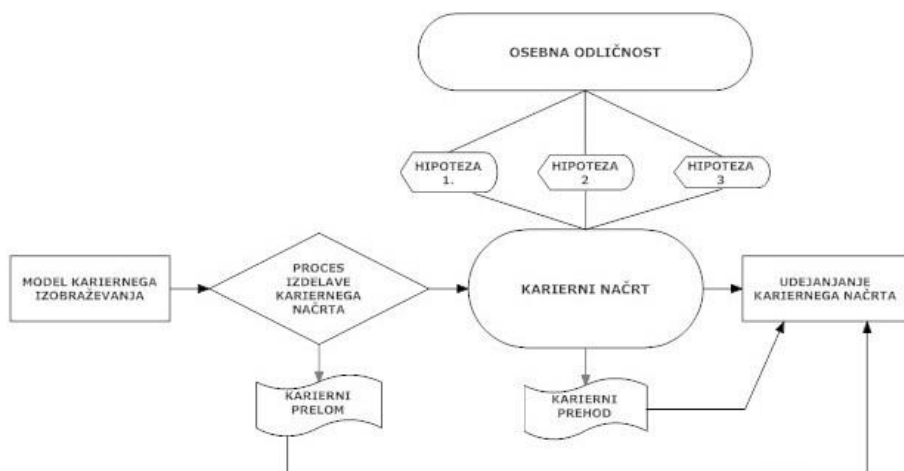 OSEBNA ODLIČNOST
HIPOTEZA
1.
HIPOTEZA
2
HIPOTEZA
3
MODEL KARIERNEGA
IZOBRAŽEVANJA
PROCES
IZDELAVE
KARIERNEGA
NAČRTA
KARIERNI NAČRT
UDEJANJANJE
KARIERNEGA NAČRTA
KARIERNI
PRELOM
KARIERNI
PREHOD